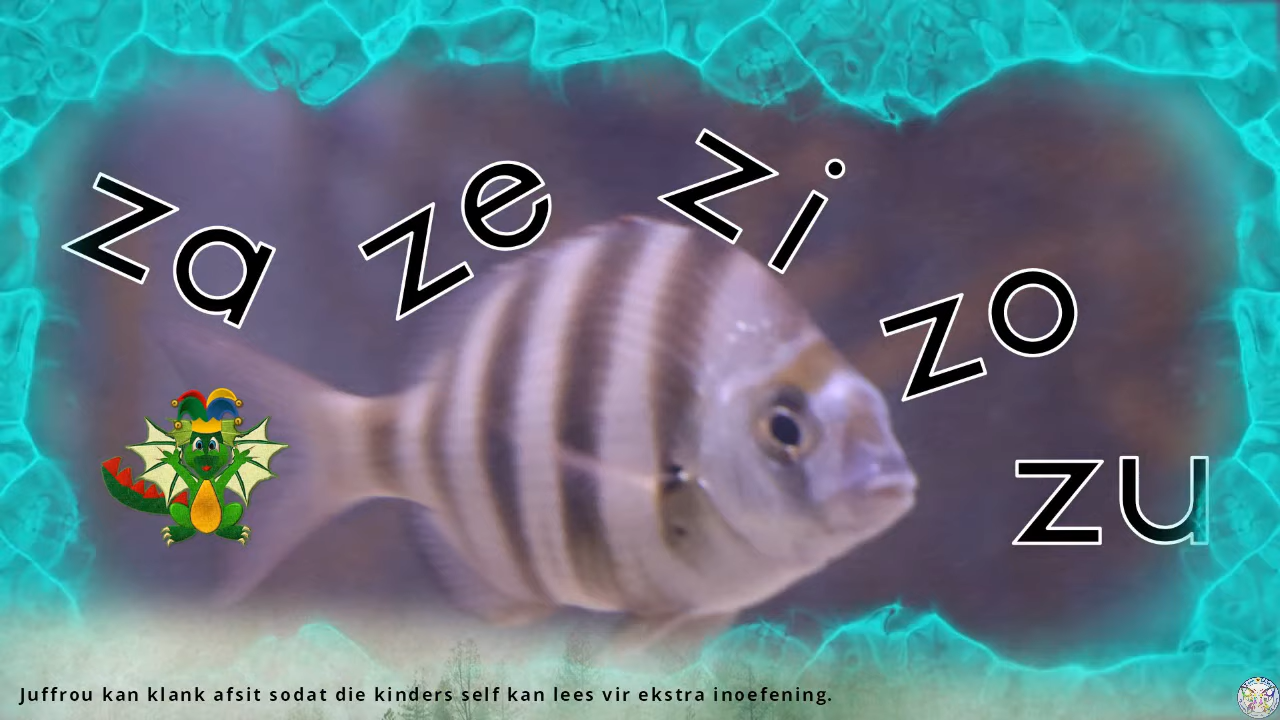 za
ze
zi
zo
zu
Juffrou kan klank afsit sodat die kinders self kan lees vir ekstra inoefening.